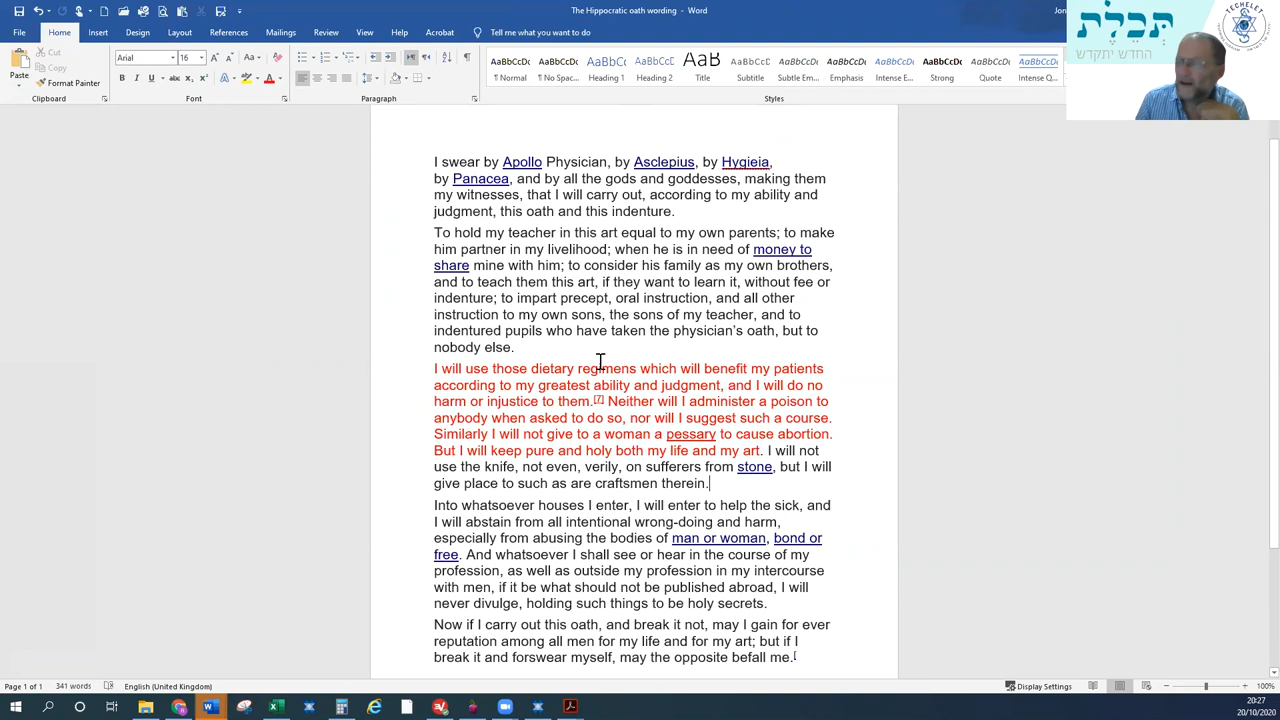 The Hippocratic oath wording - Word
Jon
File Home Insert Design Layout References Mailings Review View Help Acrobat Tell me what you want to do
Paste
Cut
Copy
Format Painter
Clipboard
Arial 16
Font
Paragraph
AaBbCcDc AaBbCcDc AaBbCc AaBbCc AaB AaBbCcD AaBbCcDc AaBbCcDc AaBbCcDc AaBbCcDc AaBbCcDc AaBbCcDc
¶ Normal ¶ No Spac... Heading 1 Heading 2 Title Subtitle Subtle Em... Emphasis Intense E... Strong Quote Intense Q...
Styles
תְּכֵלֶת
החדש יתקדש
TECHELET
I swear by Apollo Physician, by Asclepius, by Hygieia,
by Panacea, and by all the gods and goddesses, making them
my witnesses, that I will carry out, according to my ability and
judgment, this oath and this indenture.
To hold my teacher in this art equal to my own parents; to make
him partner in my livelihood; when he is in need of money to
share mine with him; to consider his family as my own brothers,
and to teach them this art, if they want to learn it, without fee or
indenture; to impart precept, oral instruction, and all other
instruction to my own sons, the sons of my teacher, and to
indentured pupils who have taken the physician's oath, but to
nobody else.
I will use those dietary regimens which will benefit my patients
according to my greatest ability and judgment, and I will do no
harm or injustice to them.[7] Neither will I administer a poison to
anybody when asked to do so, nor will I suggest such a course.
Similarly I will not give to a woman a pessary to cause abortion.
But I will keep pure and holy both my life and my art. I will not
use the knife, not even, verily, on sufferers from stone, but I will
give place to such as are craftsmen therein.
Into whatsoever houses I enter, I will enter to help the sick, and
I will abstain from all intentional wrong-doing and harm,
especially from abusing the bodies of man or woman, bond or
free. And whatsoever I shall see or hear in the course of my
profession, as well as outside my profession in my intercourse
with men, if it be what should not be published abroad, I will
never divulge, holding such things to be holy secrets.
Now if I carry out this oath, and break it not, may I gain for ever
reputation among all men for my life and for my art; but if I
break it and forswear myself, may the opposite befall me.[
Page 1 of 1 341 words English (United Kingdom) Display Settings 100%
20:27
20/10/2020